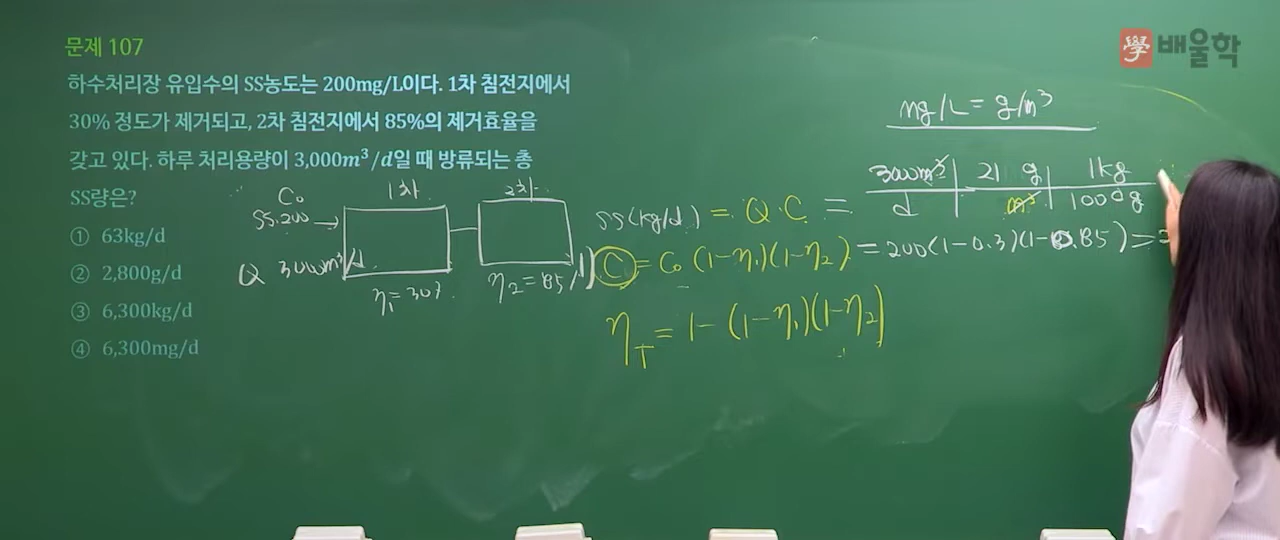 문제 107
學 배울학
하수처리장 유입수의 SS농도는 200mg/L이다. 1차 침전지에서
30% 정도가 제거되고, 2차 침전지에서 85%의 제거효율을
갖고 있다. 하루 처리용량이 3,000m³/d일 때 방류되는 총
SS량은?
① 63kg/d
② 2,800g/d
③ 6,300kg/d
④ 6,300mg/d
C₀
SS.200
Q 3000m³/d
1차
2차
η₁=30%
η₂=85%
mg/L = g/m³
SS(kg/d) = Q·C = 3000m³/d | 21 g/m³ | 1kg/1000g
C = C₀(1-η₁)(1-η₂) = 200(1-0.3)(1-0.85) =
η_T = 1-(1-η₁)(1-η₂)